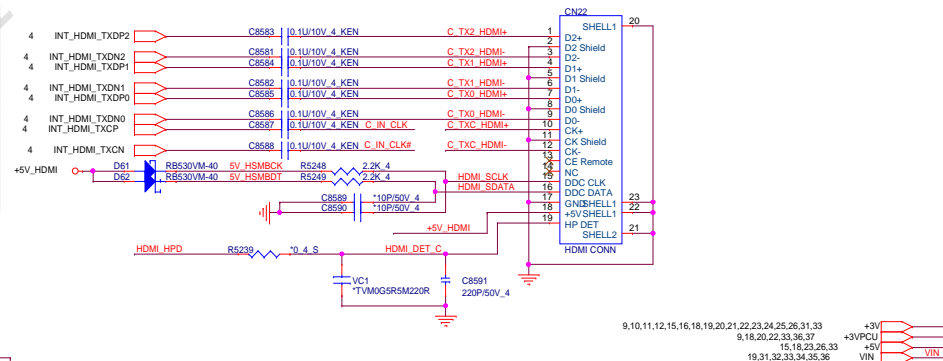 CN22
SHELL1 20
4 INT_HDMI_TXDP2 C8583 0.1U/10V_4_KEN C_TX2_HDMI+ 1 D2+
2 D2 Shield
4 INT_HDMI_TXDN2 C8581 0.1U/10V_4_KEN C_TX2_HDMI- 3 D2-
4 INT_HDMI_TXDP1 C8584 0.1U/10V_4_KEN C_TX1_HDMI+ 4 D1+
5 D1 Shield
4 INT_HDMI_TXDN1 C8582 0.1U/10V_4_KEN C_TX1_HDMI- 6 D1-
4 INT_HDMI_TXDP0 C8585 0.1U/10V_4_KEN C_TX0_HDMI+ 7 D0+
8 D0 Shield
4 INT_HDMI_TXDN0 C8586 0.1U/10V_4_KEN C_TX0_HDMI- 9 D0-
4 INT_HDMI_TXCP C8587 0.1U/10V_4_KEN C_IN_CLK C_TXC_HDMI+ 10 CK+
11 CK Shield
4 INT_HDMI_TXCN C8588 0.1U/10V_4_KEN C_IN_CLK# C_TXC_HDMI- 12 CK-
13 CE Remote
14 NC
+5V_HDMI D61 RB530VM-40 5V_HSMBCK R5248 2.2K_4 HDMI_SCLK 15 DDC CLK
D62 RB530VM-40 5V_HSMBDT R5249 2.2K_4 HDMI_SDATA 16 DDC DATA
C8589 *10P/50V_4 17 GND SHELL1 23
C8590 *10P/50V_4 18 +5V SHELL1 22
+5V_HDMI 19 HP DET
SHELL2 21
HDMI CONN
HDMI_HPD R5239 *0_4_S HDMI_DET_C
VC1 C8591
*TVM0G5R5M220R 220P/50V_4
9,10,11,12,15,16,18,19,20,21,22,23,24,25,26,31,33 +3V
9,18,20,22,33,36,37 +3VPCU
15,18,23,26,33 +5V
19,31,32,33,34,35,36 VIN VIN